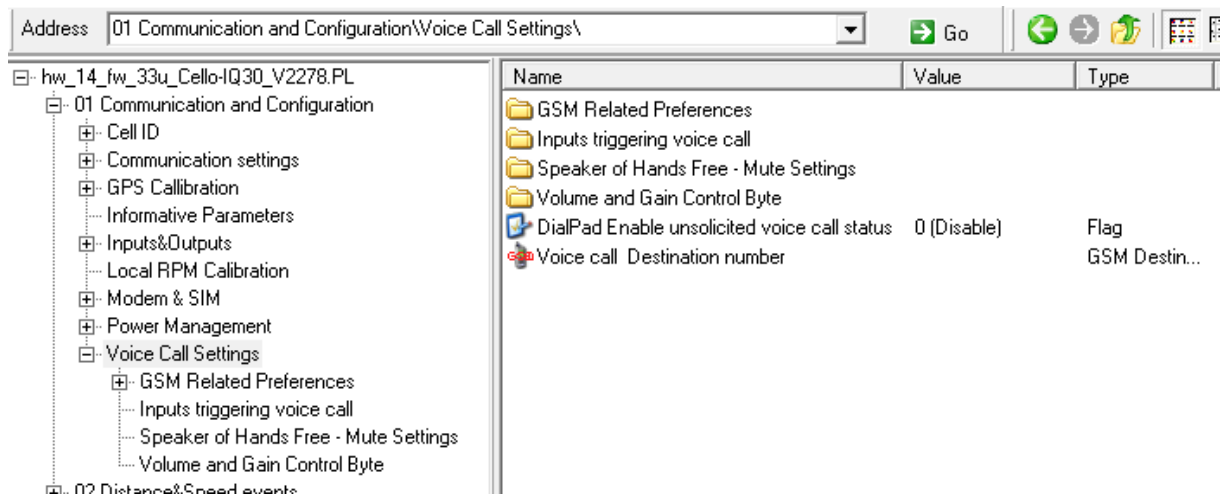 Address 01 Communication and Configuration\Voice Call Settings\ Go
hw_14_fw_33u_Cello-IQ30_V2278.PL
01 Communication and Configuration
Cell ID
Communication settings
GPS Callibration
Informative Parameters
Inputs&Outputs
Local RPM Calibration
Modem & SIM
Power Management
Voice Call Settings
GSM Related Preferences
Inputs triggering voice call
Speaker of Hands Free - Mute Settings
Volume and Gain Control Byte
02 Distance&Speed events
Name Value Type
GSM Related Preferences
Inputs triggering voice call
Speaker of Hands Free - Mute Settings
Volume and Gain Control Byte
DialPad Enable unsolicited voice call status 0 (Disable) Flag
Voice call Destination number GSM Destin...